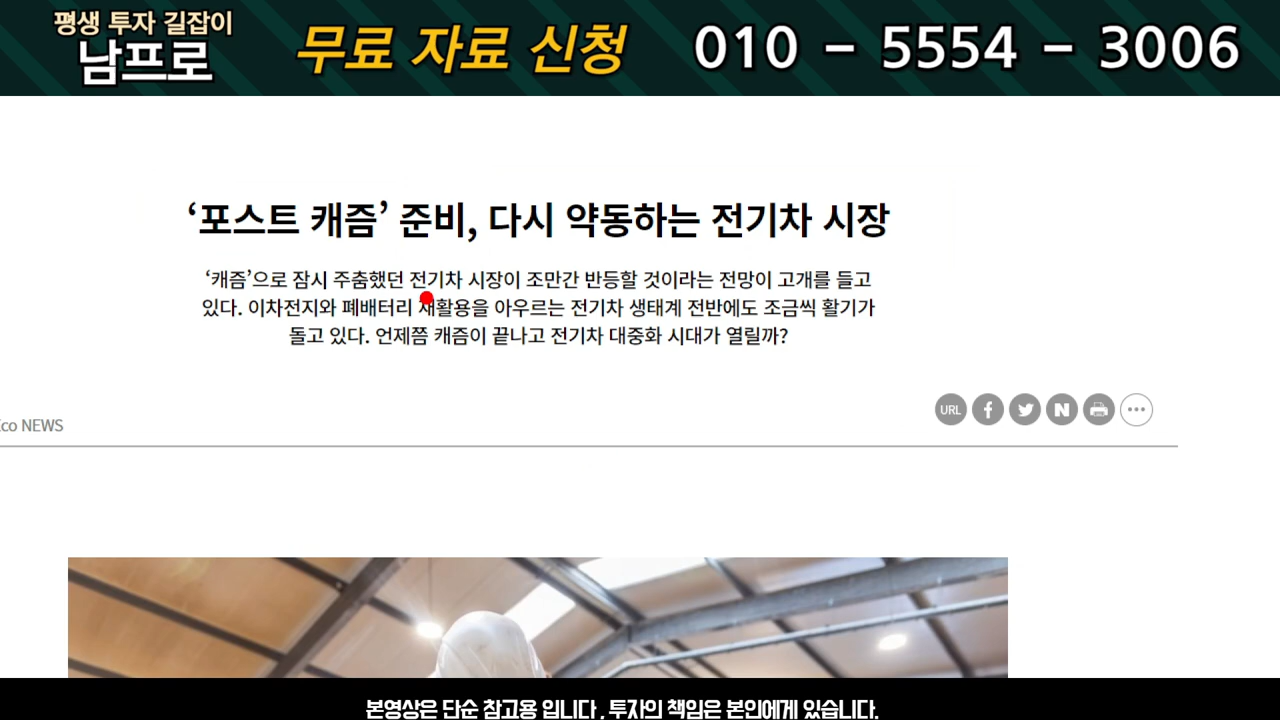 평생 투자 길잡이
남프로
무료 자료 신청
010 - 5554 - 3006
‘포스트 캐즘’ 준비, 다시 약동하는 전기차 시장
‘캐즘’으로 잠시 주춤했던 전기차 시장이 조만간 반등할 것이라는 전망이 고개를 들고
있다. 이차전지와 폐배터리 재활용을 아우르는 전기차 생태계 전반에도 조금씩 활기가
돌고 있다. 언제쯤 캐즘이 끝나고 전기차 대중화 시대가 열릴까?
URL
N
co NEWS
본영상은 단순 참고용 입니다 , 투자의 책임은 본인에게 있습니다.